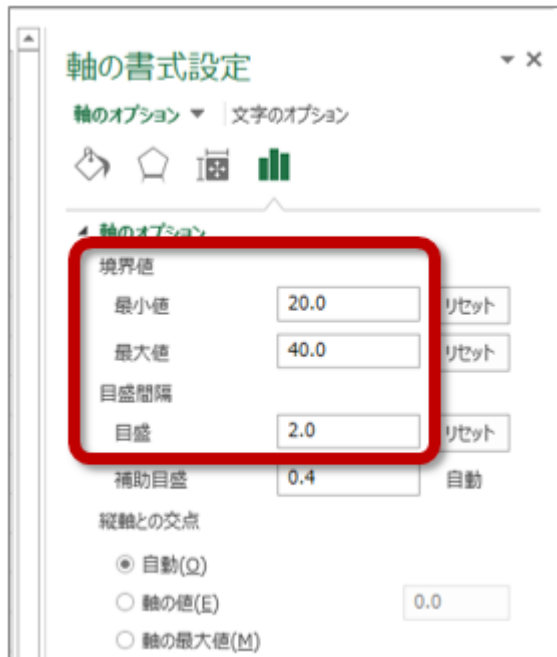 軸の書式設定
軸のオプション 文字のオプション
軸のオプション
境界値
最小値 20.0 リセット
最大値 40.0 リセット
目盛間隔
目盛 2.0 リセット
補助目盛 0.4 自動
縦軸との交点
自動(O)
軸の値(E) 0.0
軸の最大値(M)